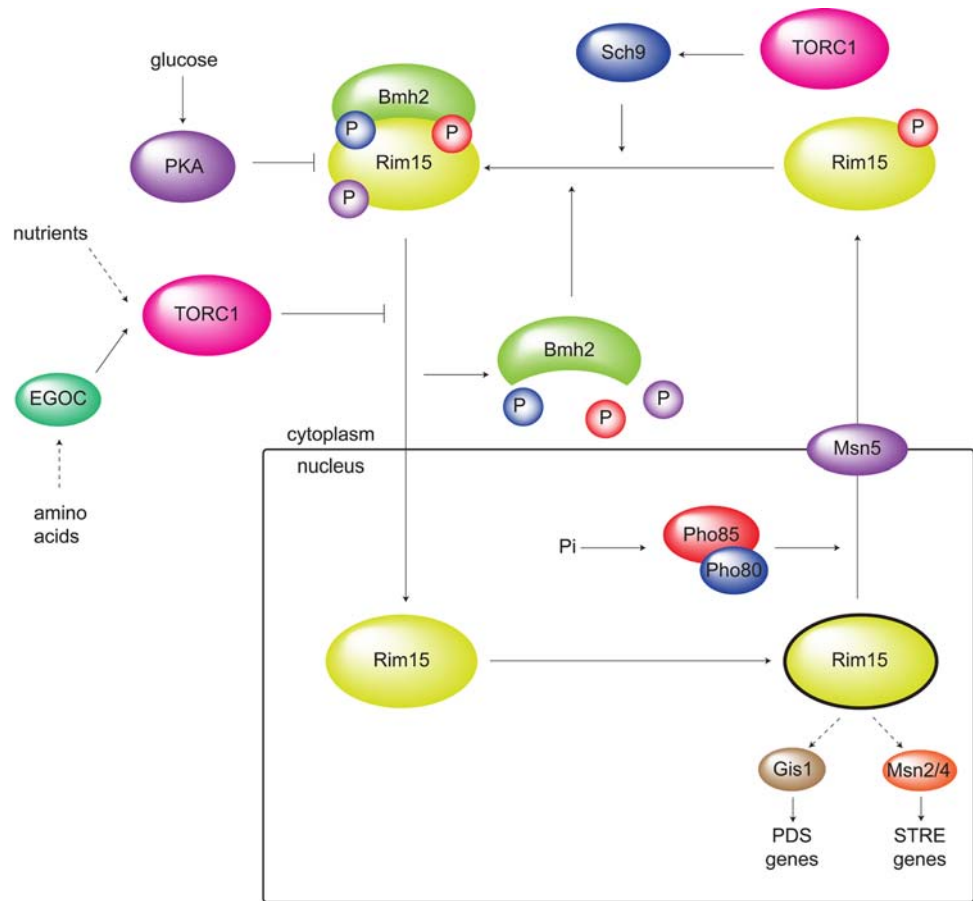 glucose
Sch9
TORC1
Bmh2
P
P
P
PKA
Rim15
P
Rim15
P
nutrients
TORC1
Bmh2
EGOC
P
P
P
cytoplasm
Msn5
nucleus
amino
acids
Pi
Pho85
Pho80
Rim15
Rim15
Gis1
Msn2/4
PDS
genes
STRE
genes